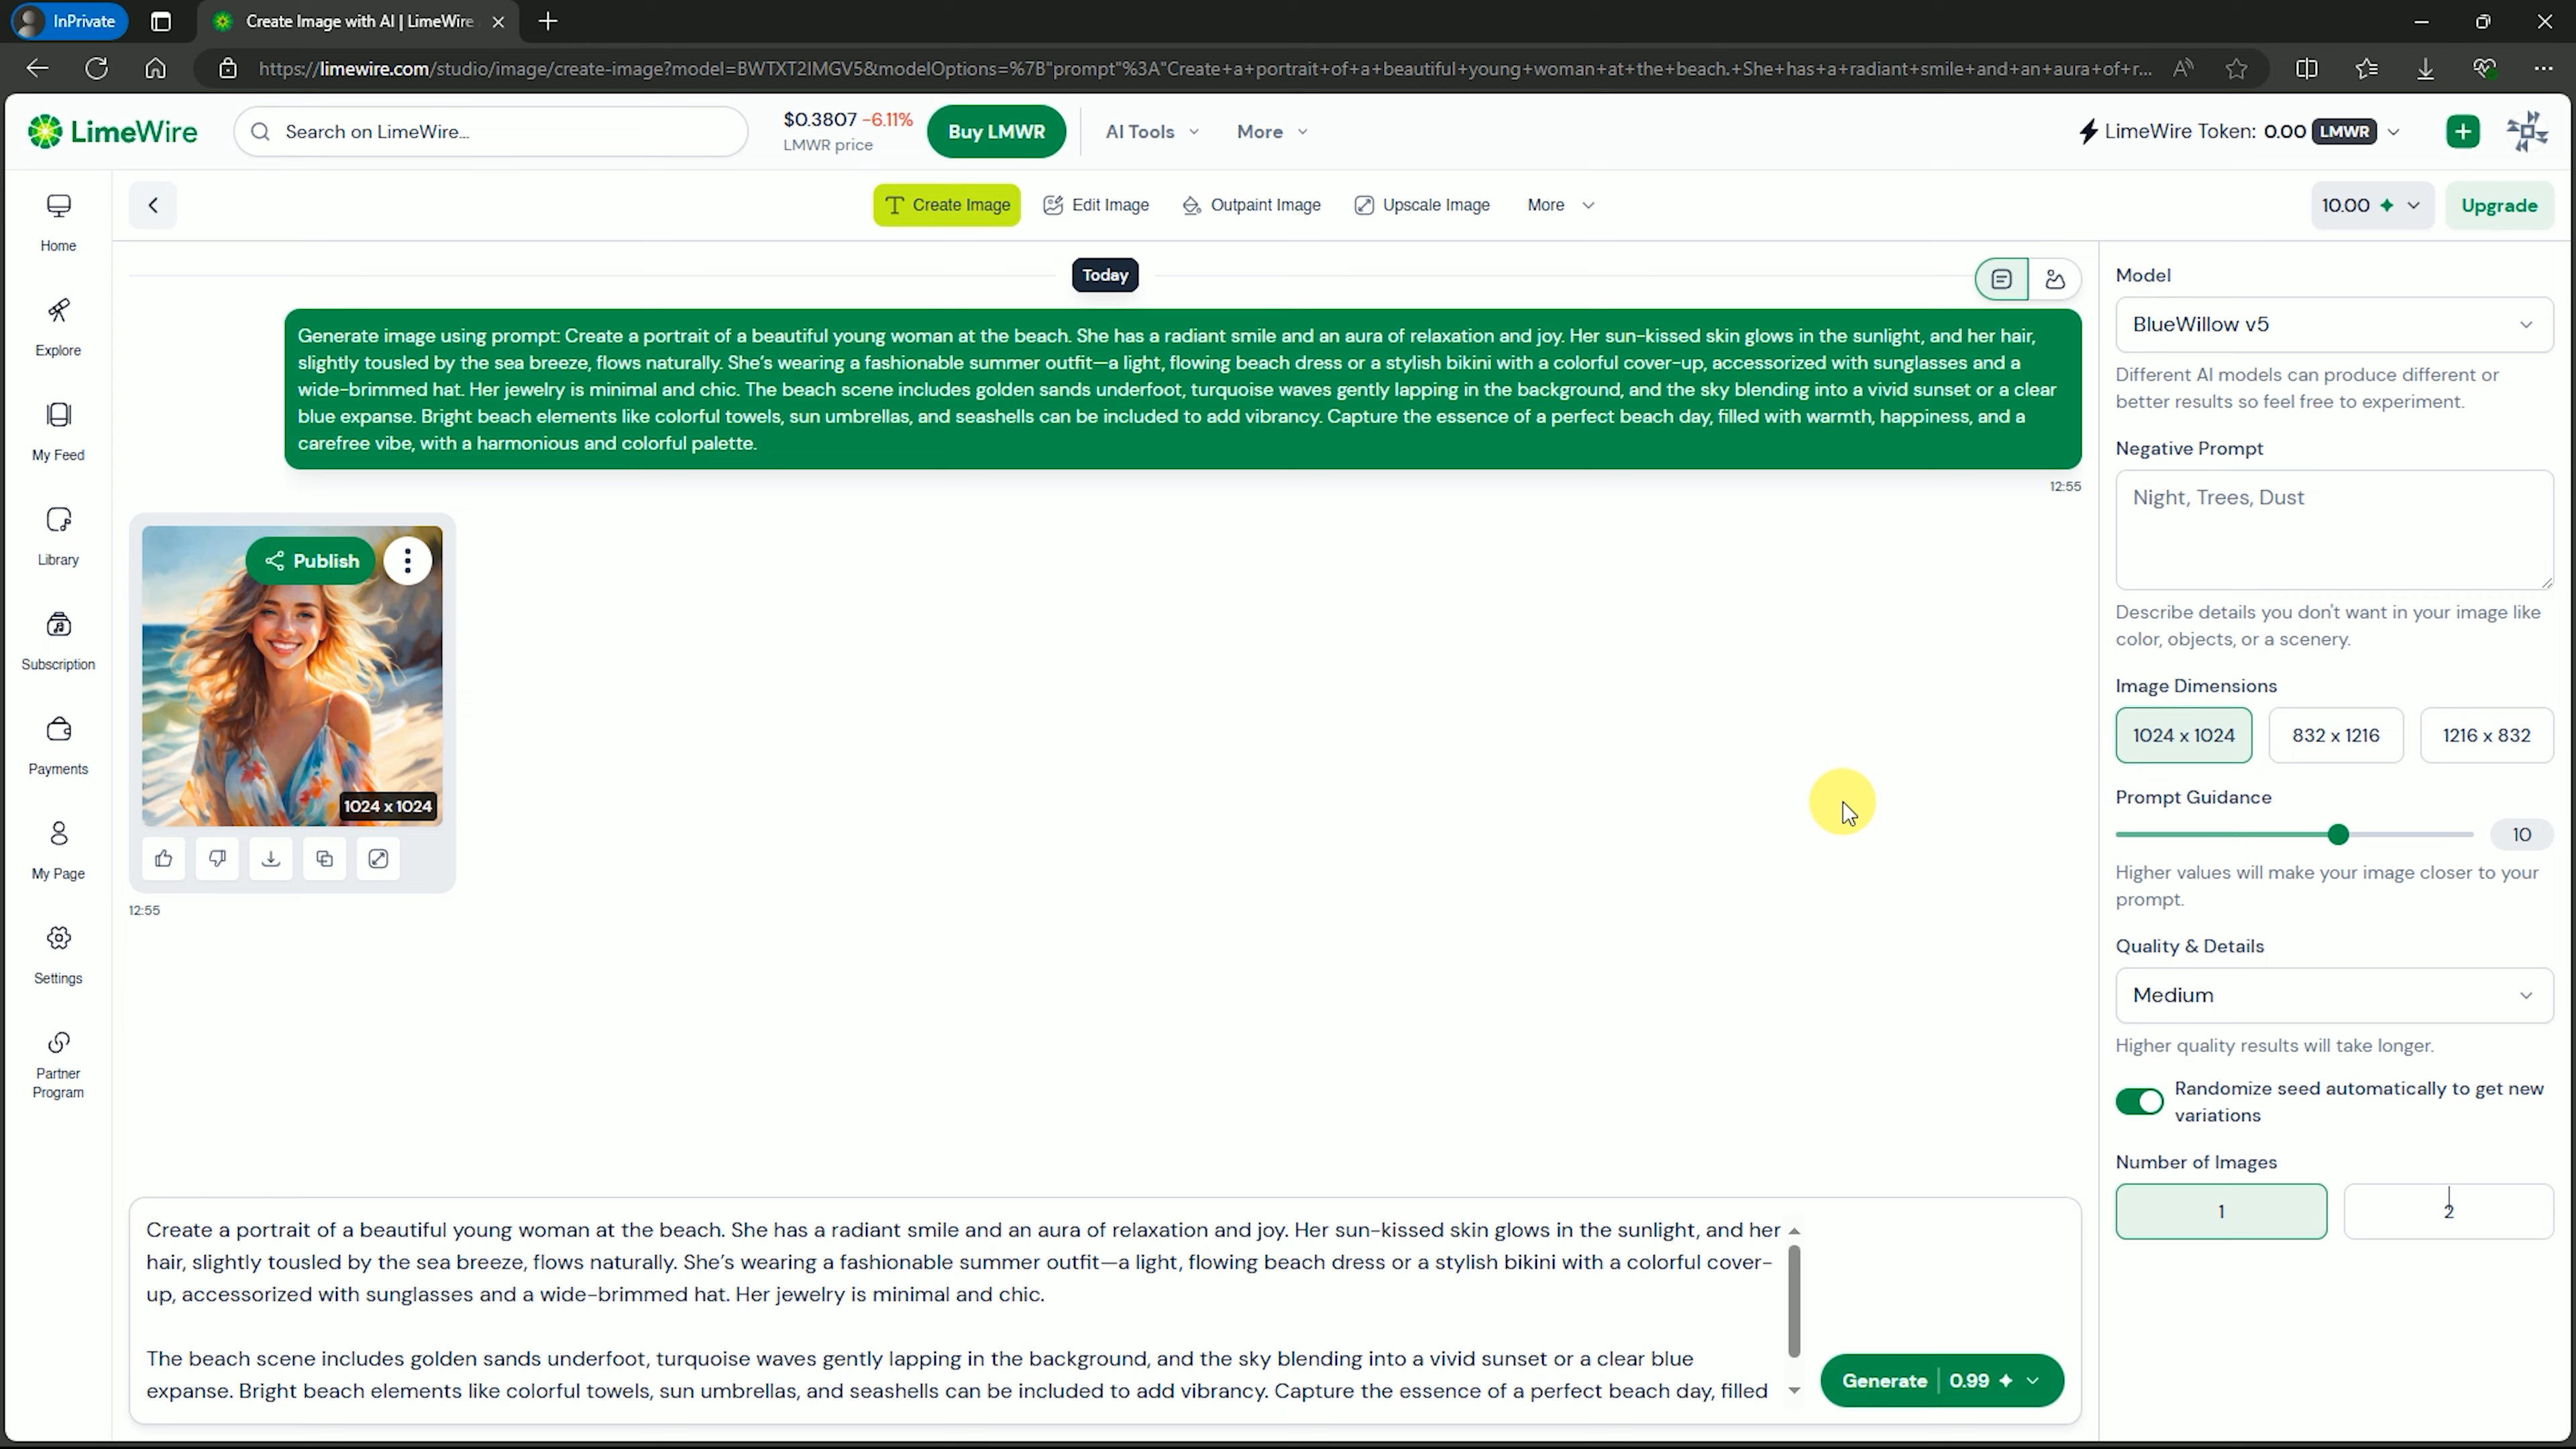 InPrivate
Create Image with AI | LimeWire
https://limewire.com/studio/image/create-image?model=BWTXT2IMGV5&modelOptions=%7B"prompt"%3A"Create+a+portrait+of+a+beautiful+young+woman+at+the+beach.+She+has+a+radiant+smile+and+an+aura+of+r...
LimeWire
Search on LimeWire...
$0.3807 -6.11%
LMWR price
Buy LMWR
AI Tools
More
LimeWire Token: 0.00 LMWR
Create Image
Edit Image
Outpaint Image
Upscale Image
More
10.00
Upgrade
Home
Explore
My Feed
Library
Subscription
Payments
My Page
Settings
Partner
Program
Today
Generate image using prompt: Create a portrait of a beautiful young woman at the beach. She has a radiant smile and an aura of relaxation and joy. Her sun-kissed skin glows in the sunlight, and her hair,
slightly tousled by the sea breeze, flows naturally. She's wearing a fashionable summer outfit—a light, flowing beach dress or a stylish bikini with a colorful cover-up, accessorized with sunglasses and a
wide-brimmed hat. Her jewelry is minimal and chic. The beach scene includes golden sands underfoot, turquoise waves gently lapping in the background, and the sky blending into a vivid sunset or a clear
blue expanse. Bright beach elements like colorful towels, sun umbrellas, and seashells can be included to add vibrancy. Capture the essence of a perfect beach day, filled with warmth, happiness, and a
carefree vibe, with a harmonious and colorful palette.
12:55
Publish
1024 x 1024
12:55
Create a portrait of a beautiful young woman at the beach. She has a radiant smile and an aura of relaxation and joy. Her sun-kissed skin glows in the sunlight, and her
hair, slightly tousled by the sea breeze, flows naturally. She's wearing a fashionable summer outfit—a light, flowing beach dress or a stylish bikini with a colorful cover-
up, accessorized with sunglasses and a wide-brimmed hat. Her jewelry is minimal and chic.
The beach scene includes golden sands underfoot, turquoise waves gently lapping in the background, and the sky blending into a vivid sunset or a clear blue
expanse. Bright beach elements like colorful towels, sun umbrellas, and seashells can be included to add vibrancy. Capture the essence of a perfect beach day, filled
Generate 0.99
Model
BlueWillow v5
Different AI models can produce different or
better results so feel free to experiment.
Negative Prompt
Night, Trees, Dust
Describe details you don't want in your image like
color, objects, or a scenery.
Image Dimensions
1024 x 1024
832 x 1216
1216 x 832
Prompt Guidance
10
Higher values will make your image closer to your
prompt.
Quality & Details
Medium
Higher quality results will take longer.
Randomize seed automatically to get new
variations
Number of Images
1
2